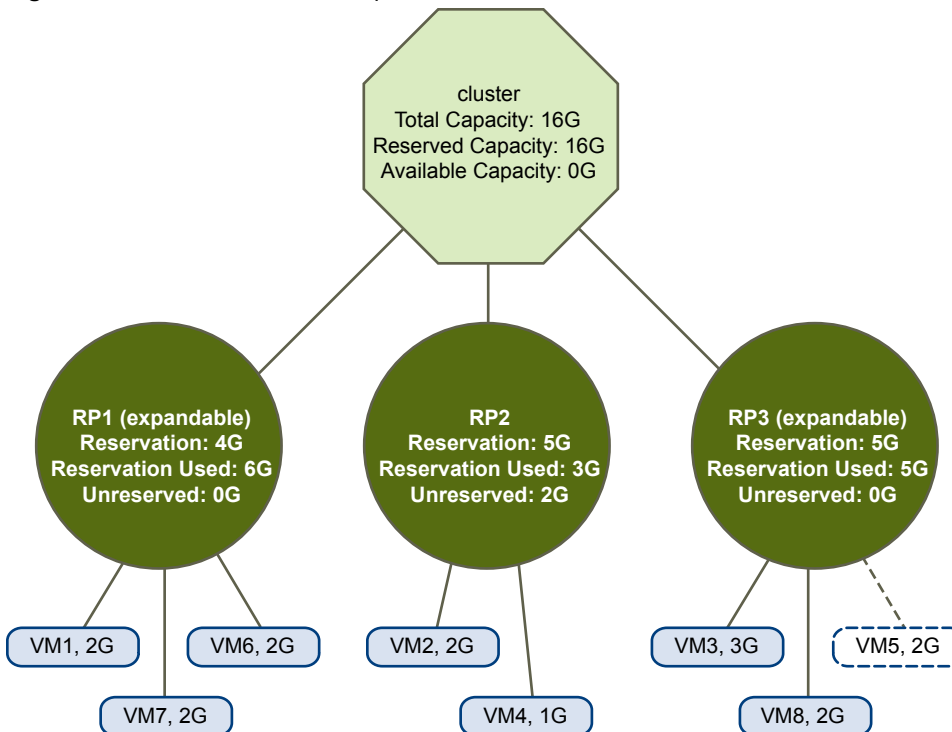 cluster
Total Capacity: 16G
Reserved Capacity: 16G
Available Capacity: 0G
RP1 (expandable)
Reservation: 4G
Reservation Used: 6G
Unreserved: 0G
RP2
Reservation: 5G
Reservation Used: 3G
Unreserved: 2G
RP3 (expandable)
Reservation: 5G
Reservation Used: 5G
Unreserved: 0G
VM1, 2G
VM6, 2G
VM2, 2G
VM3, 3G
VM5, 2G
VM7, 2G
VM4, 1G
VM8, 2G